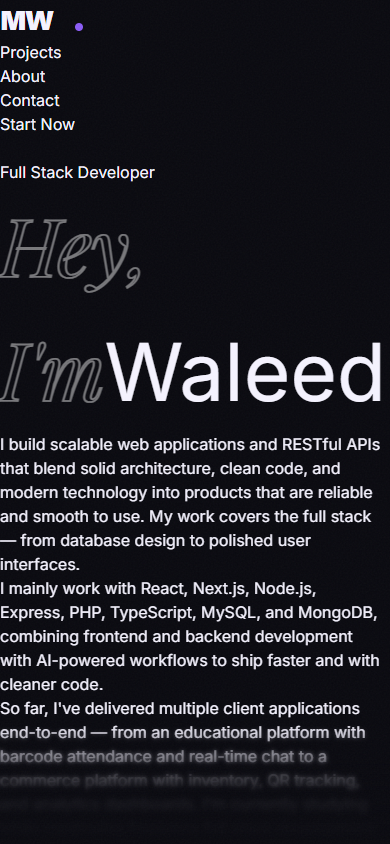 MW
Projects
About
Contact
Start Now
Full Stack Developer
Hey,
I'm Waleed
I build scalable web applications and RESTful APIs
that blend solid architecture, clean code, and
modern technology into products that are reliable
and smooth to use. My work covers the full stack
— from database design to polished user
interfaces.
I mainly work with React, Next.js, Node.js,
Express, PHP, TypeScript, MySQL, and MongoDB,
combining frontend and backend development
with AI-powered workflows to ship faster and with
cleaner code.
So far, I've delivered multiple client applications
end-to-end — from an educational platform with
barcode attendance and real-time chat to a
commerce platform with inventory, QR tracking,